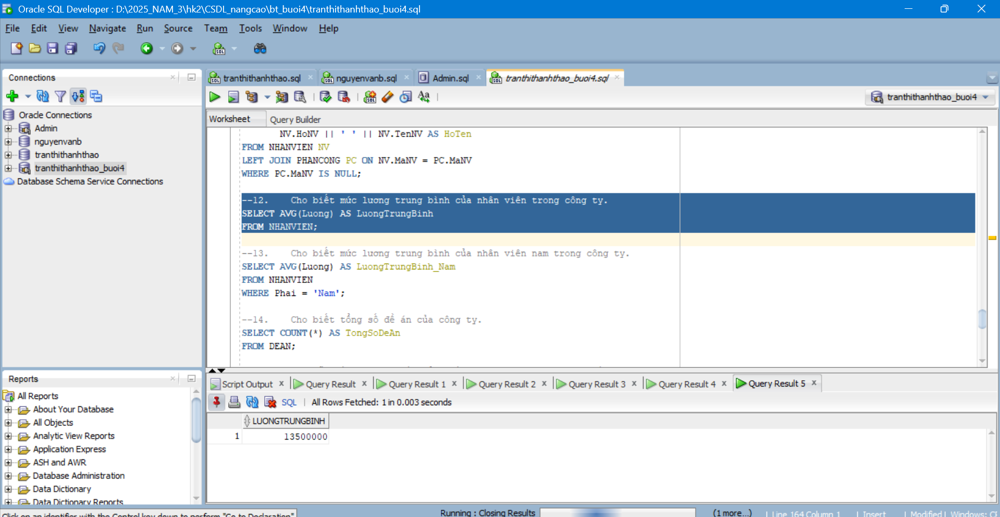 Oracle SQL Developer : D:\2025_NAM_3\hk2\CSDL_nangcao\bt_buoi4\tranthithanhthao_buoi4.sql
File Edit View Navigate Run Source Team Tools Window Help
Connections
Oracle Connections
Admin
nguyenvanb
tranthithanhthao
tranthithanhthao_buoi4
Database Schema Service Connections
Reports
All Reports
About Your Database
All Objects
Analytic View Reports
Application Express
ASH and AWR
Database Administration
Data Dictionary
Data Dictionary Reports
tranthithanhthao.sql nguyenvanb.sql Admin.sql tranthithanhthao_buoi4.sql
tranthithanhthao_buoi4
Worksheet Query Builder
NV.HoNV || ' ' || NV.TenNV AS HoTen
FROM NHANVIEN NV
LEFT JOIN PHANCONG PC ON NV.MaNV = PC.MaNV
WHERE PC.MaNV IS NULL;
--12. Cho biết mức lương trung bình của nhân viên trong công ty.
SELECT AVG(Luong) AS LuongTrungBinh
FROM NHANVIEN;
--13. Cho biết mức lương trung bình của nhân viên nam trong công ty.
SELECT AVG(Luong) AS LuongTrungBinh_Nam
FROM NHANVIEN
WHERE Phai = 'Nam';
--14. Cho biết tổng số đề án của công ty.
SELECT COUNT(*) AS TongSoDeAn
FROM DEAN;
Script Output Query Result Query Result 1 Query Result 2 Query Result 3 Query Result 4 Query Result 5
SQL | All Rows Fetched: 1 in 0.003 seconds
LUONGTRUNGBINH
1 13500000
Click on an identifier with the Control key down to perform "Go to Declaration"
Running : Closing Results (1 more...) | Line 164 Column 1 | Insert | Modified | Windows: